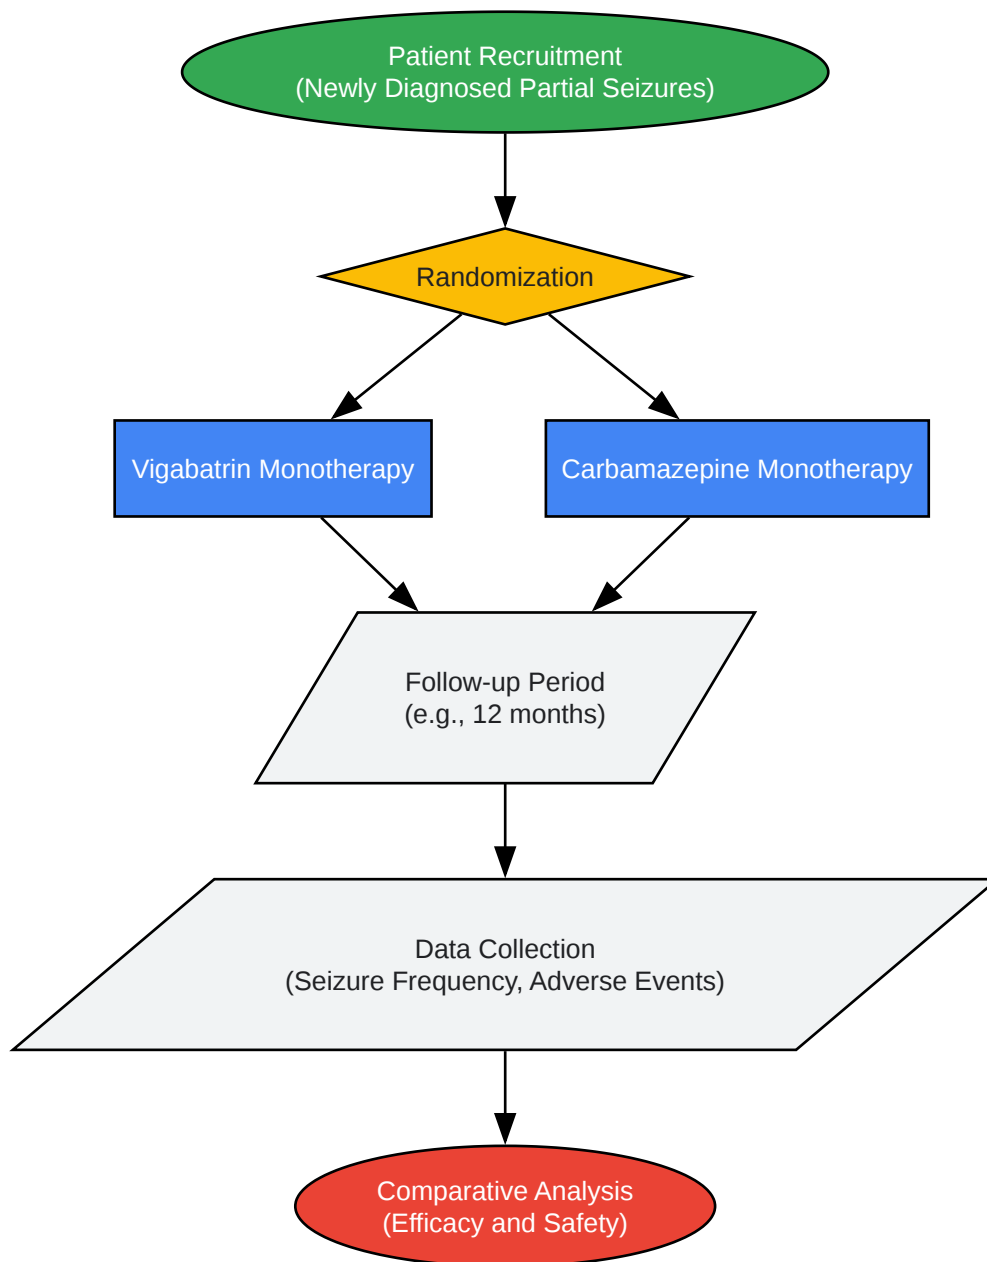 Patient Recruitment
(Newly Diagnosed Partial Seizures)
Randomization
Vigabatrin Monotherapy
Carbamazepine Monotherapy
Follow-up Period
(e.g., 12 months)
Data Collection
(Seizure Frequency, Adverse Events)
Comparative Analysis
(Efficacy and Safety)